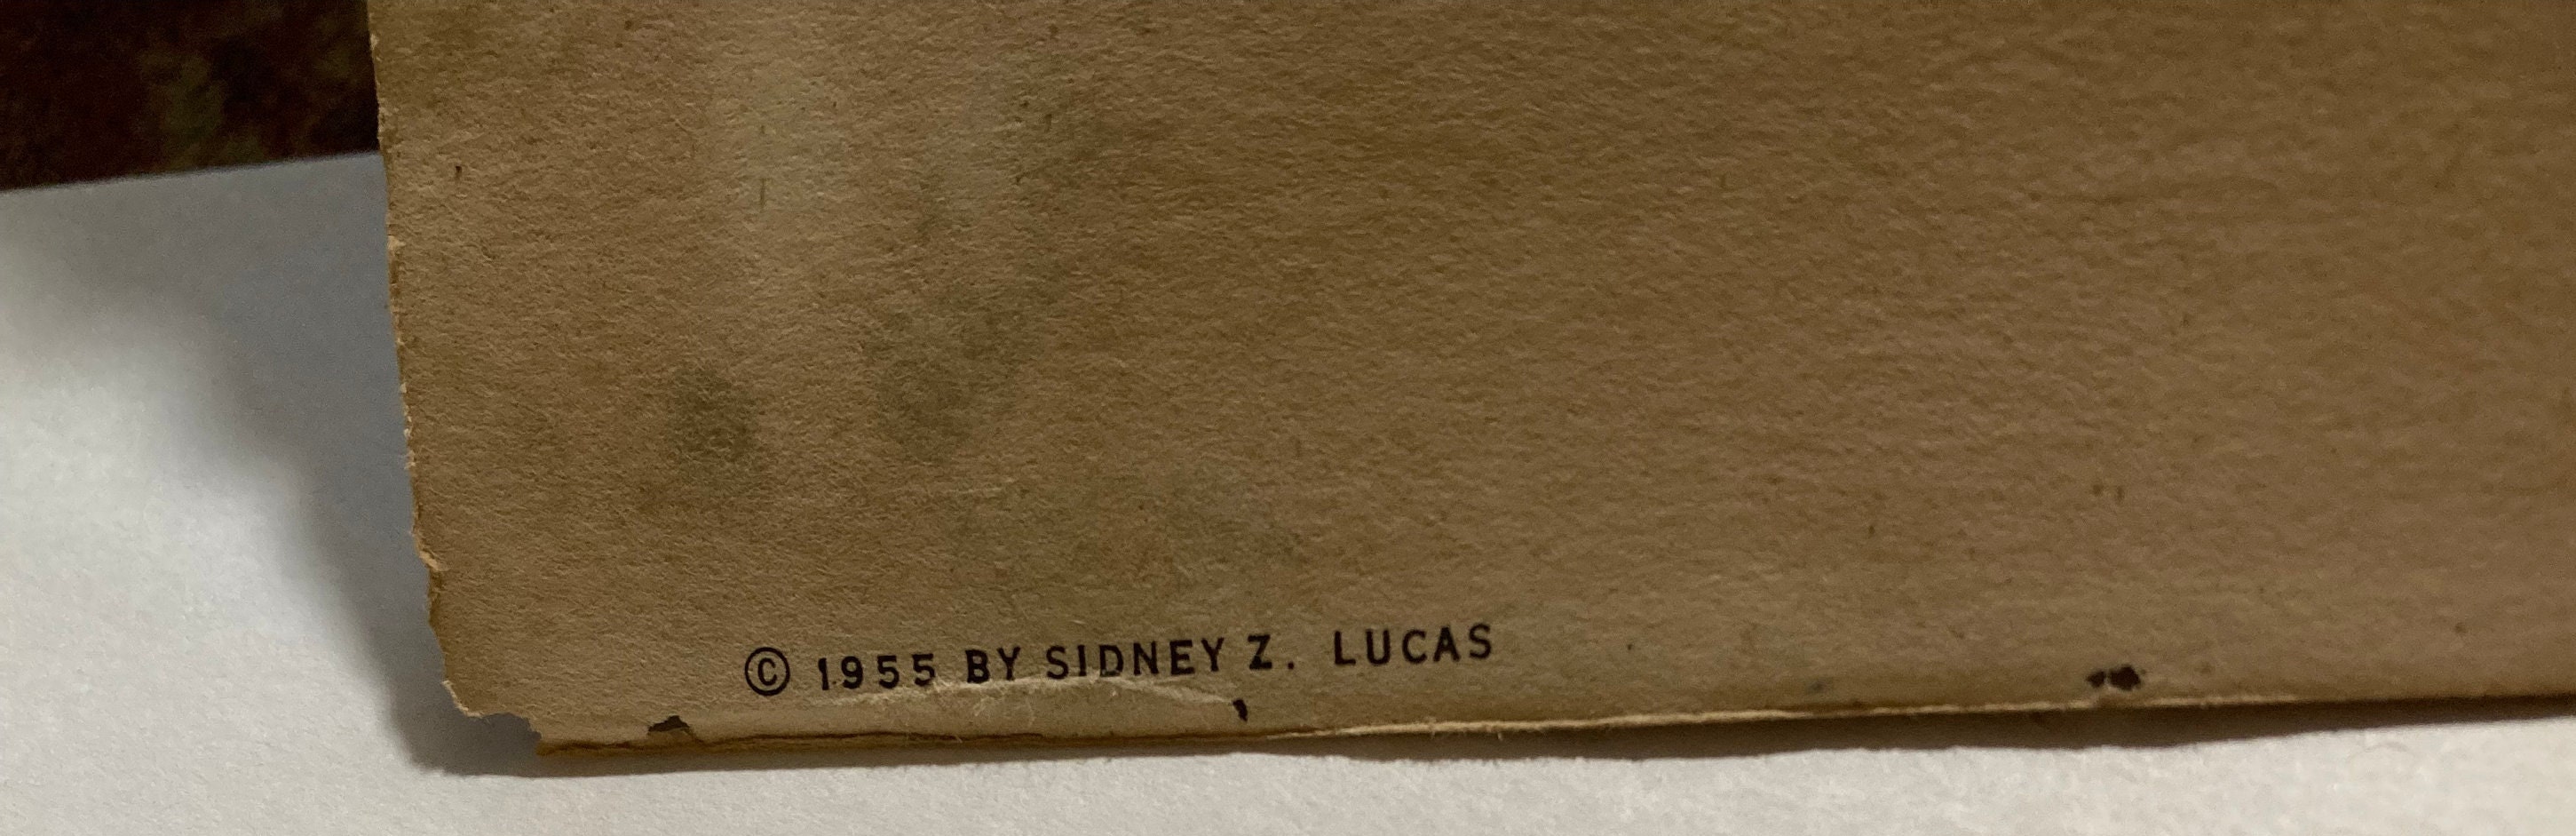 © 1955 BY SIDNEY Z. LUCAS